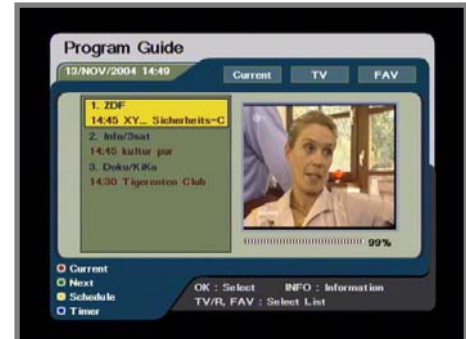 Program Guide
13/NOV/2004 14:49
Current TV FAV
1. ZDF
14:45 XY... Sicherheits-C
2. Info/3sat
14:45 kultur pur
3. Doku/KiKa
14:30 Tigerenten Club
99%
Current
Next
Schedule
Timer
OK : Select INFO : Information
TV/R, FAV : Select List